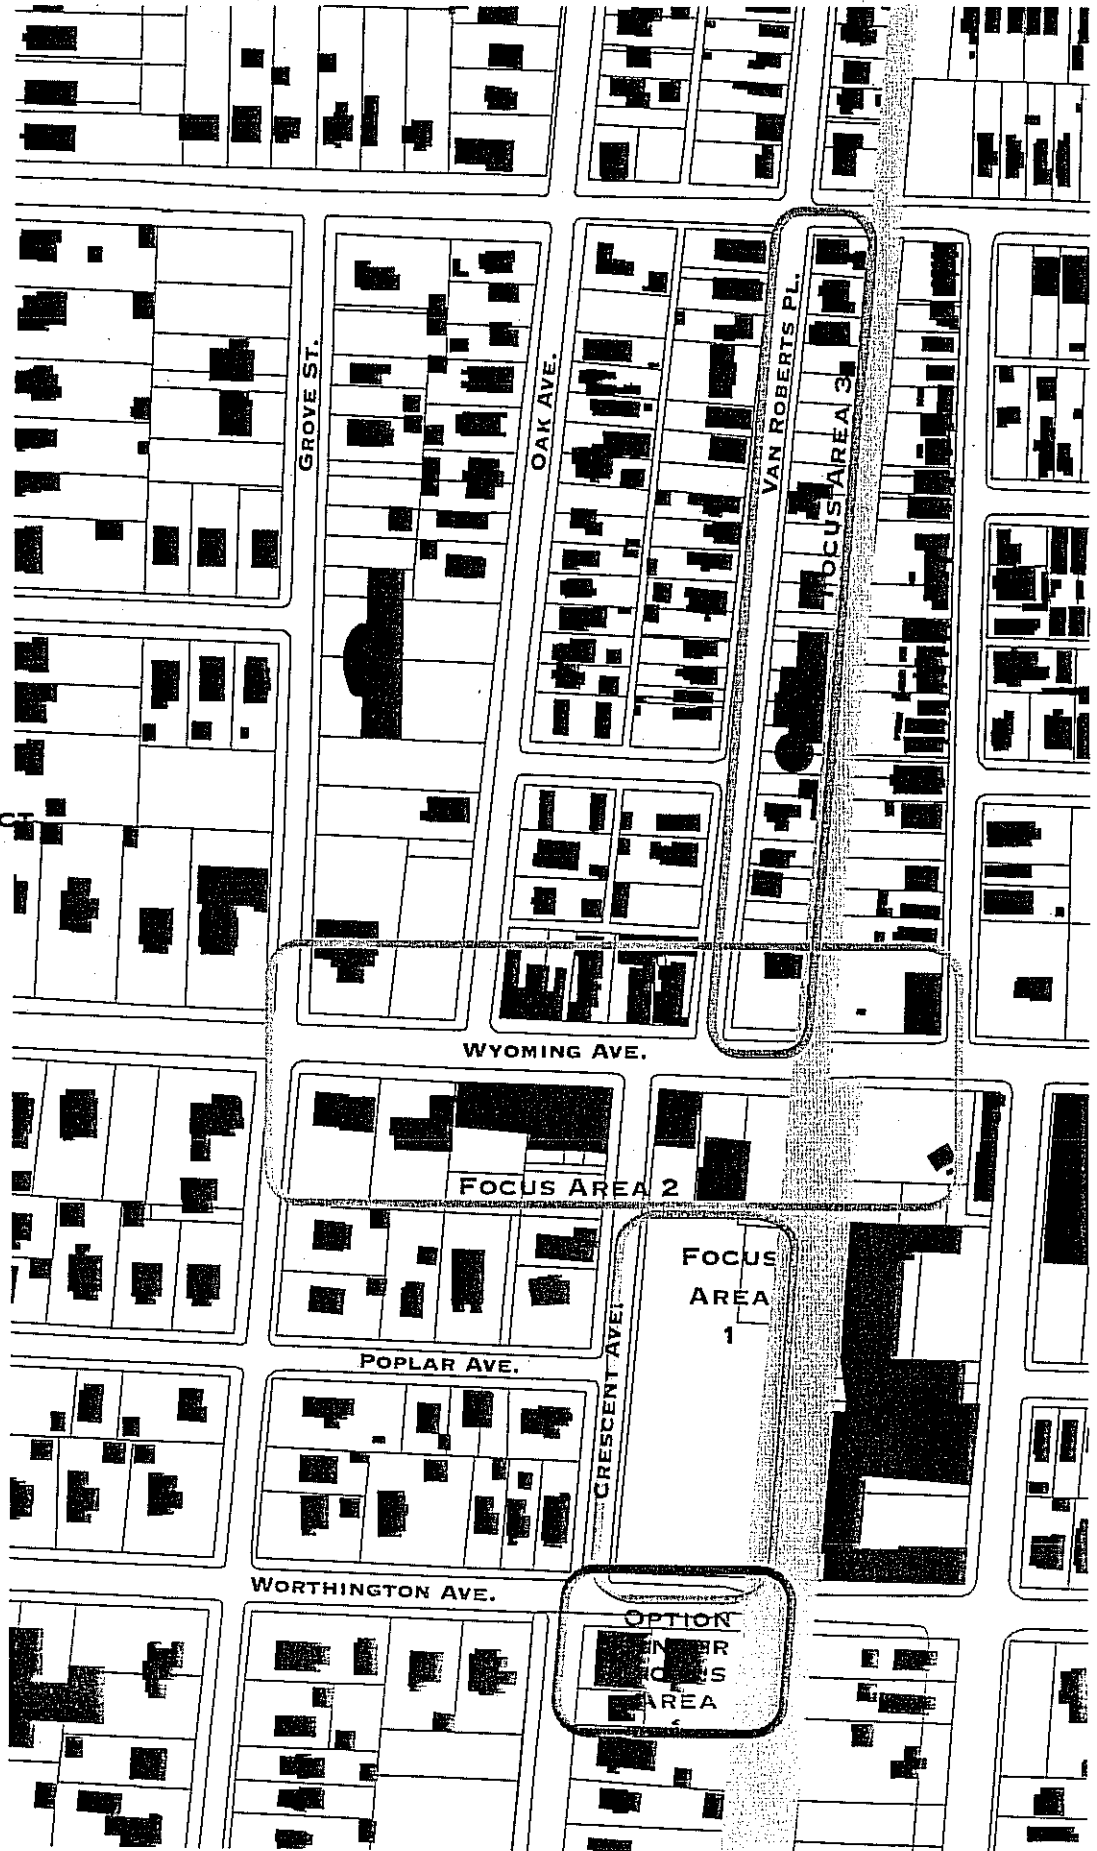 GROVE ST.
OAK AVE.
VAN ROBERTS PL.
FOCUS AREA 3
CT
WYOMING AVE.
FOCUS AREA 2
FOCUS
AREA
1
CRESCENT AVE.
POPLAR AVE.
WORTHINGTON AVE.
OPTION
AREA